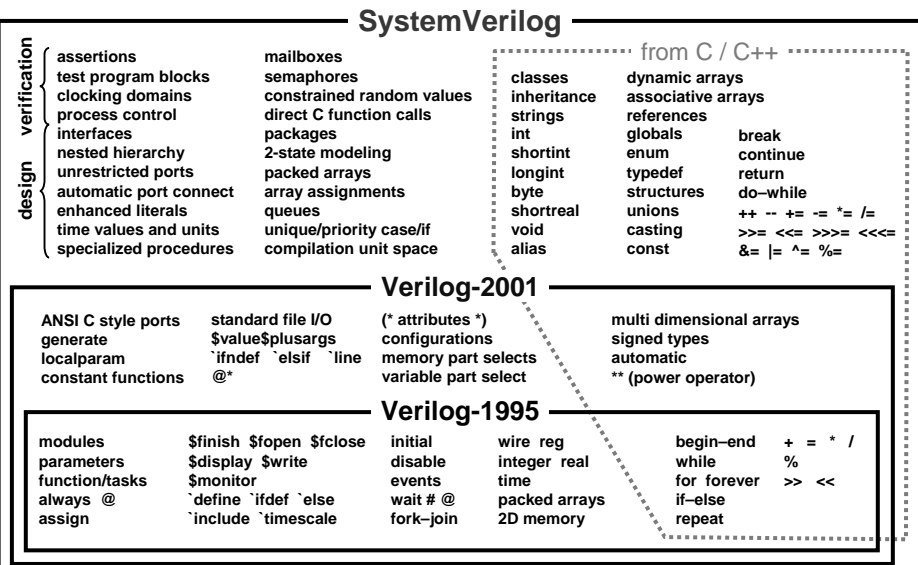 SystemVerilog
from C / C++
verification
design
assertions mailboxes
test program blocks semaphores classes dynamic arrays
clocking domains constrained random values inheritance associative arrays
process control direct C function calls strings references
interfaces packages int globals break
nested hierarchy 2-state modeling shortint enum continue
unrestricted ports packed arrays longint typedef return
automatic port connect array assignments byte structures do–while
enhanced literals queues shortreal unions ++ -- += -= *= /=
time values and units unique/priority case/if void casting >>= <<= >>>= <<<=
specialized procedures compilation unit space alias const &= |= ^= %=
Verilog-2001
ANSI C style ports standard file I/O (* attributes *) multi dimensional arrays
generate $value$plusargs configurations signed types
localparam `ifndef `elsif `line memory part selects automatic
constant functions @* variable part select ** (power operator)
Verilog-1995
modules $finish $fopen $fclose initial wire reg begin–end + = * /
parameters $display $write disable integer real while %
function/tasks $monitor events time for forever >> <<
always @ `define `ifdef `else wait # @ packed arrays if–else
assign `include `timescale fork–join 2D memory repeat